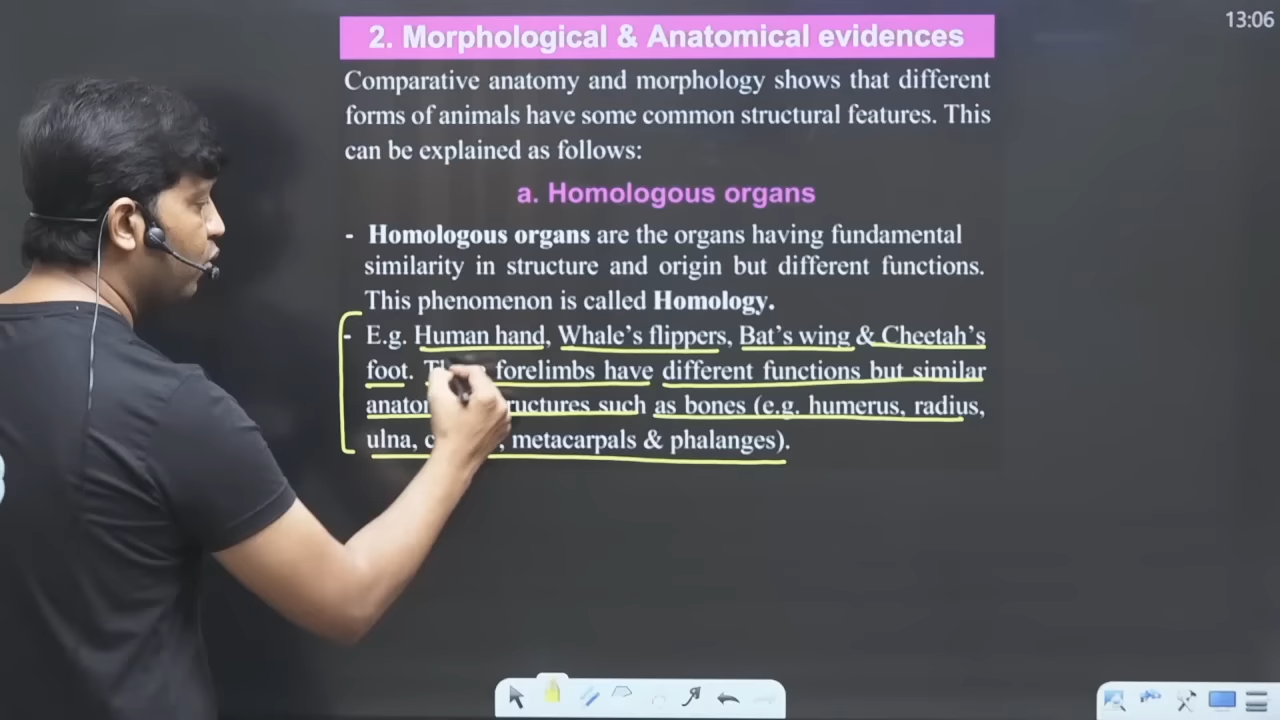 13:06
2. Morphological & Anatomical evidences
Comparative anatomy and morphology shows that different
forms of animals have some common structural features. This
can be explained as follows:
a. Homologous organs
- Homologous organs are the organs having fundamental
similarity in structure and origin but different functions.
This phenomenon is called Homology.
- E.g. Human hand, Whale's flippers, Bat's wing & Cheetah's
foot. forelimbs have different functions but similar
such as bones (e.g. humerus, radius,
ulna, metacarpals & phalanges).